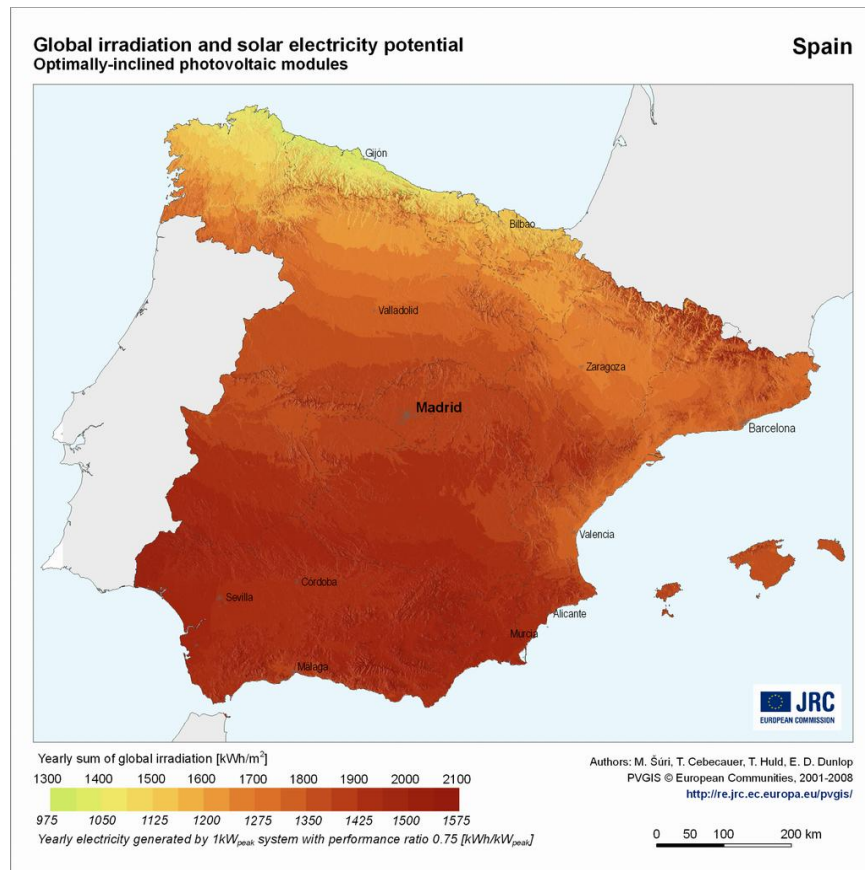 Global irradiation and solar electricity potential
Optimally-inclined photovoltaic modules
Spain
Gijón
Bilbao
Valladolid
Zaragoza
Madrid
Barcelona
Valencia
Córdoba
Sevilla
Alicante
Murcia
Malaga
JRC
EUROPEAN COMMISSION
Yearly sum of global irradiation [kWh/m²]
1300 1400 1500 1600 1700 1800 1900 2000 2100
975 1050 1125 1200 1275 1350 1425 1500 1575
Yearly electricity generated by 1kWpeak system with performance ratio 0.75 [kWh/kWpeak]
Authors: M. Šúri, T. Cebecauer, T. Huld, E. D. Dunlop
PVGIS © European Communities, 2001-2008
http://re.jrc.ec.europa.eu/pvgis/
0 50 100 200 km